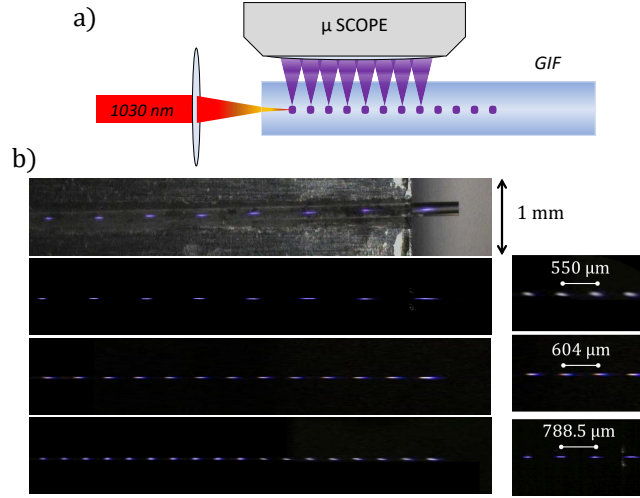 a)
μ SCOPE
GIF
1030 nm
b)
1 mm
550 μm
604 μm
788.5 μm